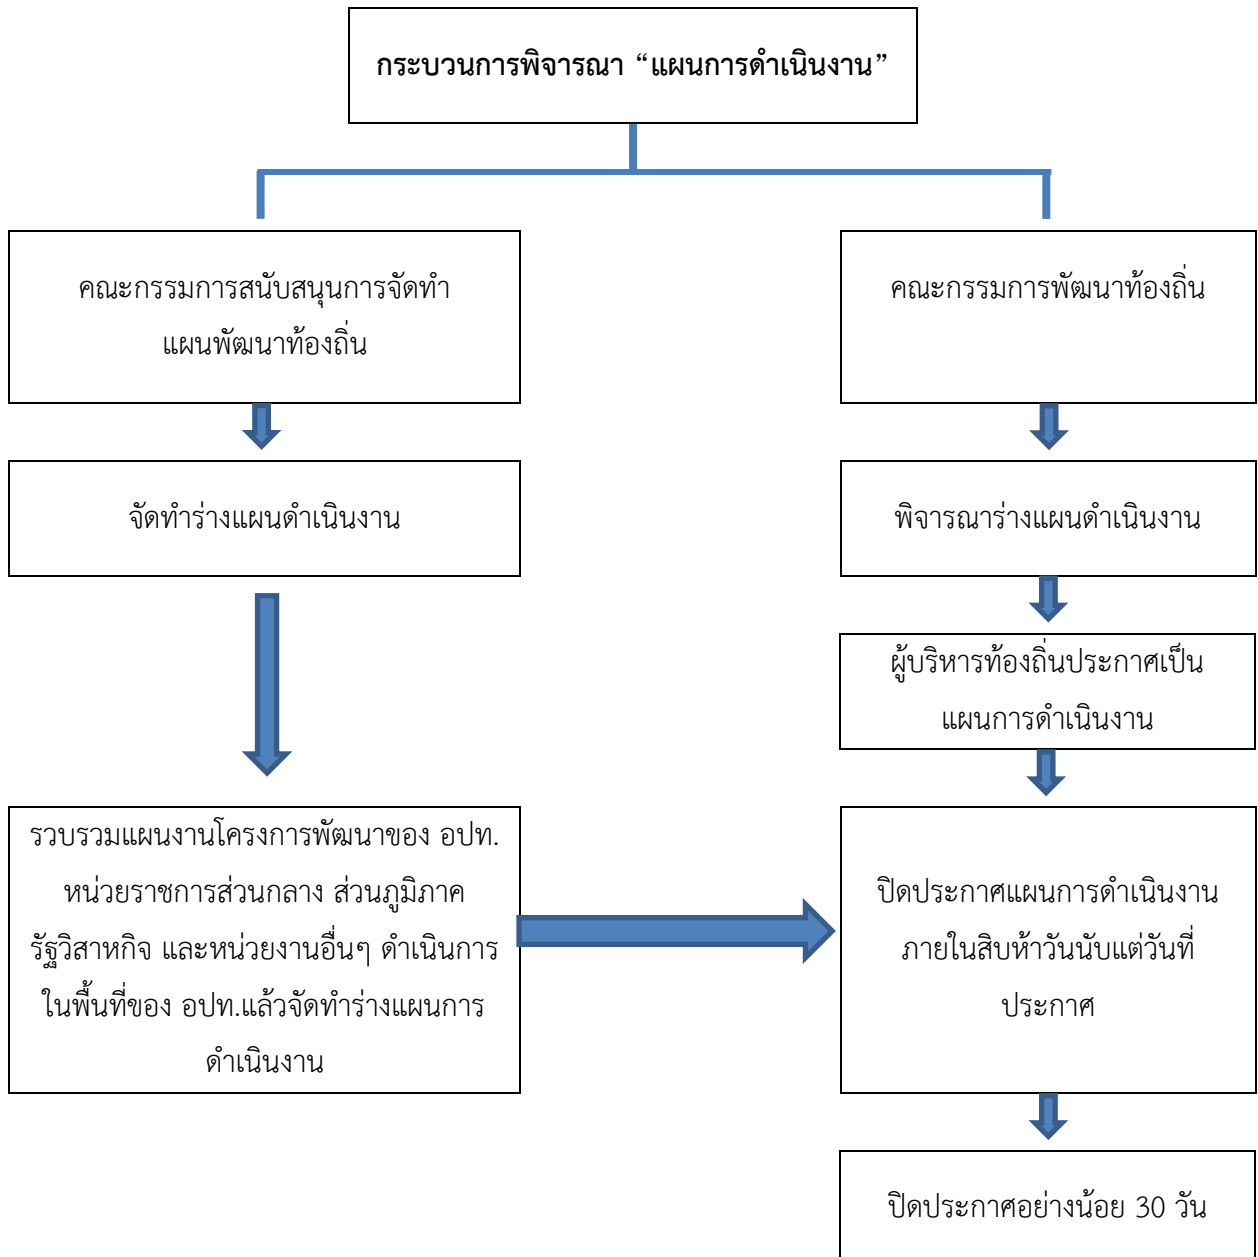 กระบวนการพิจารณา “แผนการดำเนินงาน”
คณะกรรมการสนับสนุนการจัดทำ
แผนพัฒนาท้องถิ่น
คณะกรรมการพัฒนาท้องถิ่น
จัดทำร่างแผนดำเนินงาน
พิจารณาร่างแผนดำเนินงาน
ผู้บริหารท้องถิ่นประกาศเป็น
แผนการดำเนินงาน
รวบรวมแผนงานโครงการพัฒนาของ อปท.
หน่วยราชการส่วนกลาง ส่วนภูมิภาค
รัฐวิสาหกิจ และหน่วยงานอื่นๆ ดำเนินการ
ในพื้นที่ของ อปท.แล้วจัดทำร่างแผนการ
ดำเนินงาน
ปิดประกาศแผนการดำเนินงาน
ภายในสิบห้าวันนับแต่วันที่
ประกาศ
ปิดประกาศอย่างน้อย 30 วัน